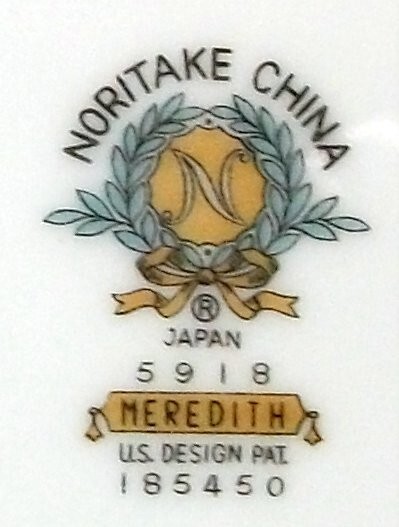 NORITAKE CHINA
N
®
JAPAN
5918
MEREDITH
U.S. DESIGN PAT.
185450